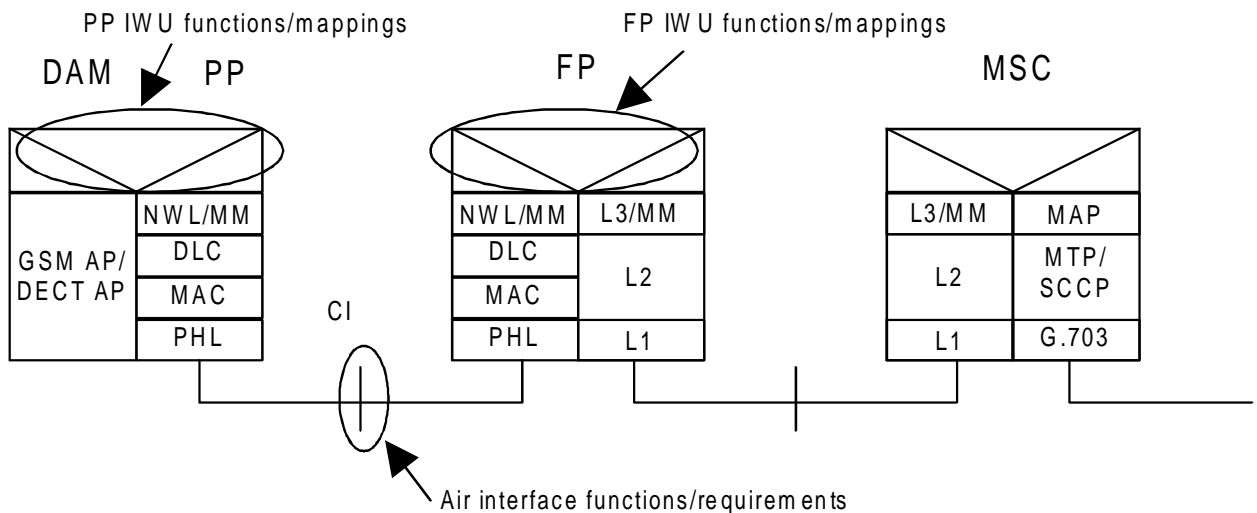 PP IWU functions/mappings
FP IWU functions/mappings
DAM PP
FP
MSC
NWL/MM
NWL/MM
L3/MM
L3/MM
MAP
GSM AP/
DECT AP
DLC
DLC
L2
L2
MTP/
SCCP
MAC
MAC
CI
PHL
PHL
L1
L1
G.703
Air interface functions/requirements